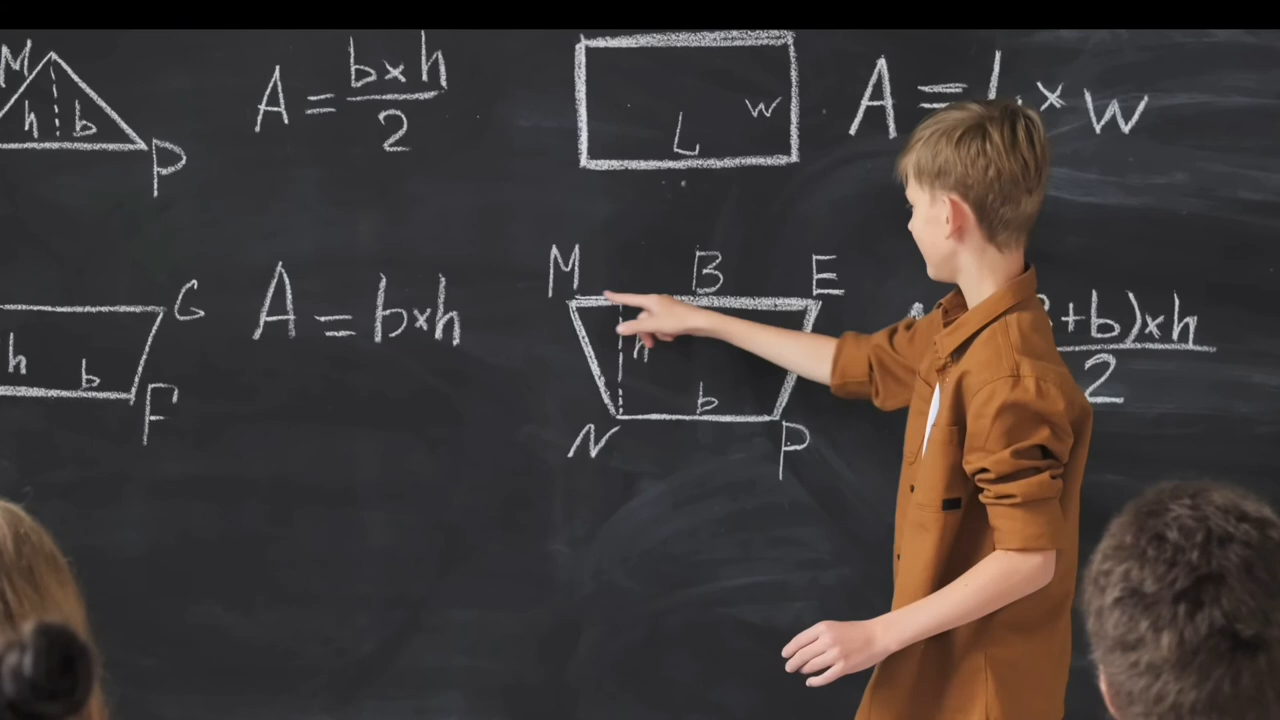 M
h b
P
A = b×h
2
L
W
A = L × W
G
h
b
F
A = b×h
M B E
h
b
N P
+b)×h
2